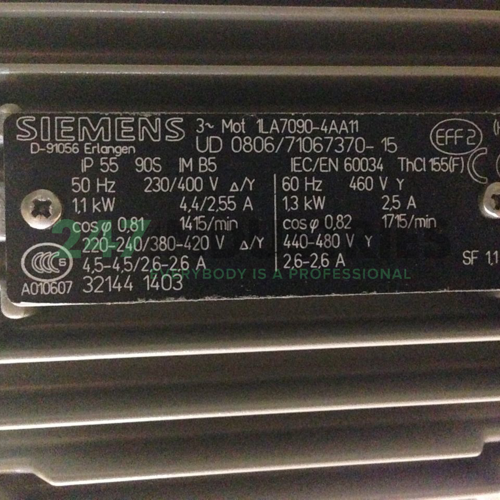 SIEMENS 3~ Mot 1LA7090-4AA11
D-91056 Erlangen UD 0806/71067370-15 EFF2
IP 55 90S IM B5 IEC/EN 60034 ThCl 155(F)
50 Hz 230/400 V Δ/Y 60 Hz 460 V Y
1,1 kW 4,4/2,55 A 1,3 kW 2,5 A
cos φ 0,81 1415/min cos φ 0,82 1715/min
220-240/380-420 V Δ/Y 440-480 V Y
4,5-4,5/2,6-2,6 A 2,6-2,6 A SF 1,1
CCC S
A010607 32144 1403
EVERYBODY IS A PROFESSIONAL